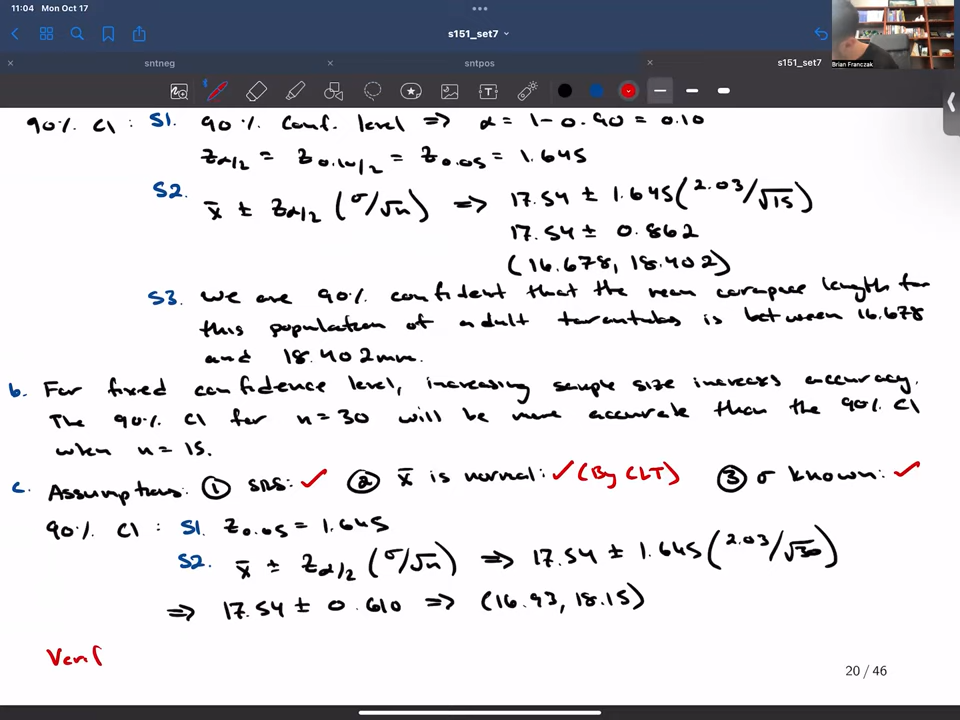 11:04 Mon Oct 17
s151_set7
sntneg
sntpos
s151_set7
Brian Franczak
90% CI : S1. 90% Conf. level => α = 1-0.90 = 0.10
Zα/2 = Z0.10/2 = Z0.05 = 1.645
S2. x̄ ± Zα/2 (σ/√n) => 17.54 ± 1.645(2.03/√15)
17.54 ± 0.862
(16.678, 18.402)
S3. We are 90% confident that the mean carapace length for
this population of adult tarantulas is between 16.678
and 18.402mm.
b. For fixed confidence level, increasing sample size increases accuracy.
The 90% CI for n=30 will be more accurate than the 90% CI
when n=15.
c. Assumptions: ① SRS: ✓ ② x̄ is normal: ✓ (By CLT) ③ σ known: ✓
90% CI : S1. Z0.05 = 1.645
S2. x̄ ± Zα/2 (σ/√n) => 17.54 ± 1.645(2.03/√30)
=> 17.54 ± 0.610 => (16.93, 18.15)
Verif
20 / 46